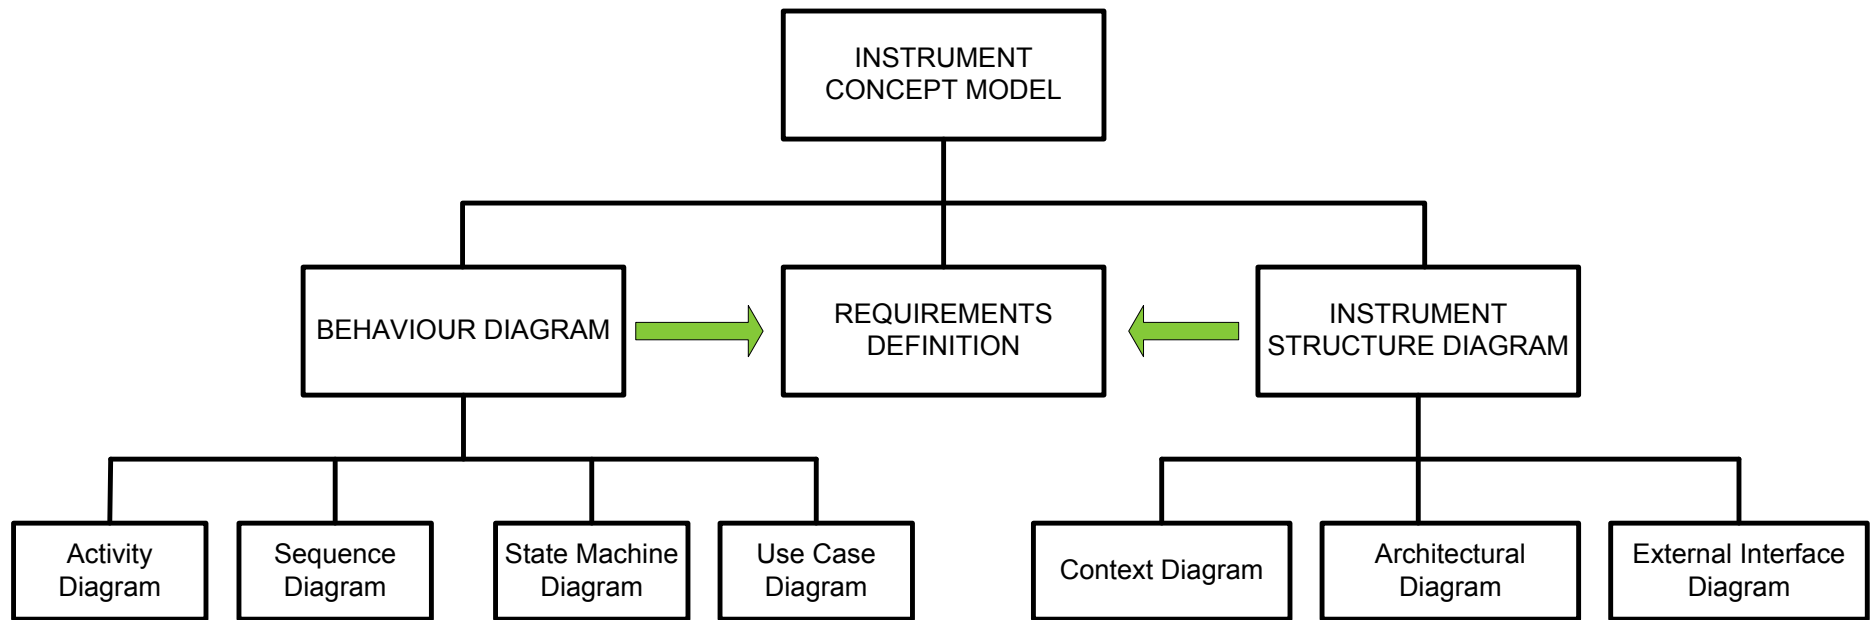 INSTRUMENT
CONCEPT MODEL
BEHAVIOUR DIAGRAM
REQUIREMENTS
DEFINITION
INSTRUMENT
STRUCTURE DIAGRAM
Activity
Diagram
Sequence
Diagram
State Machine
Diagram
Use Case
Diagram
Context Diagram
Architectural
Diagram
External Interface
Diagram